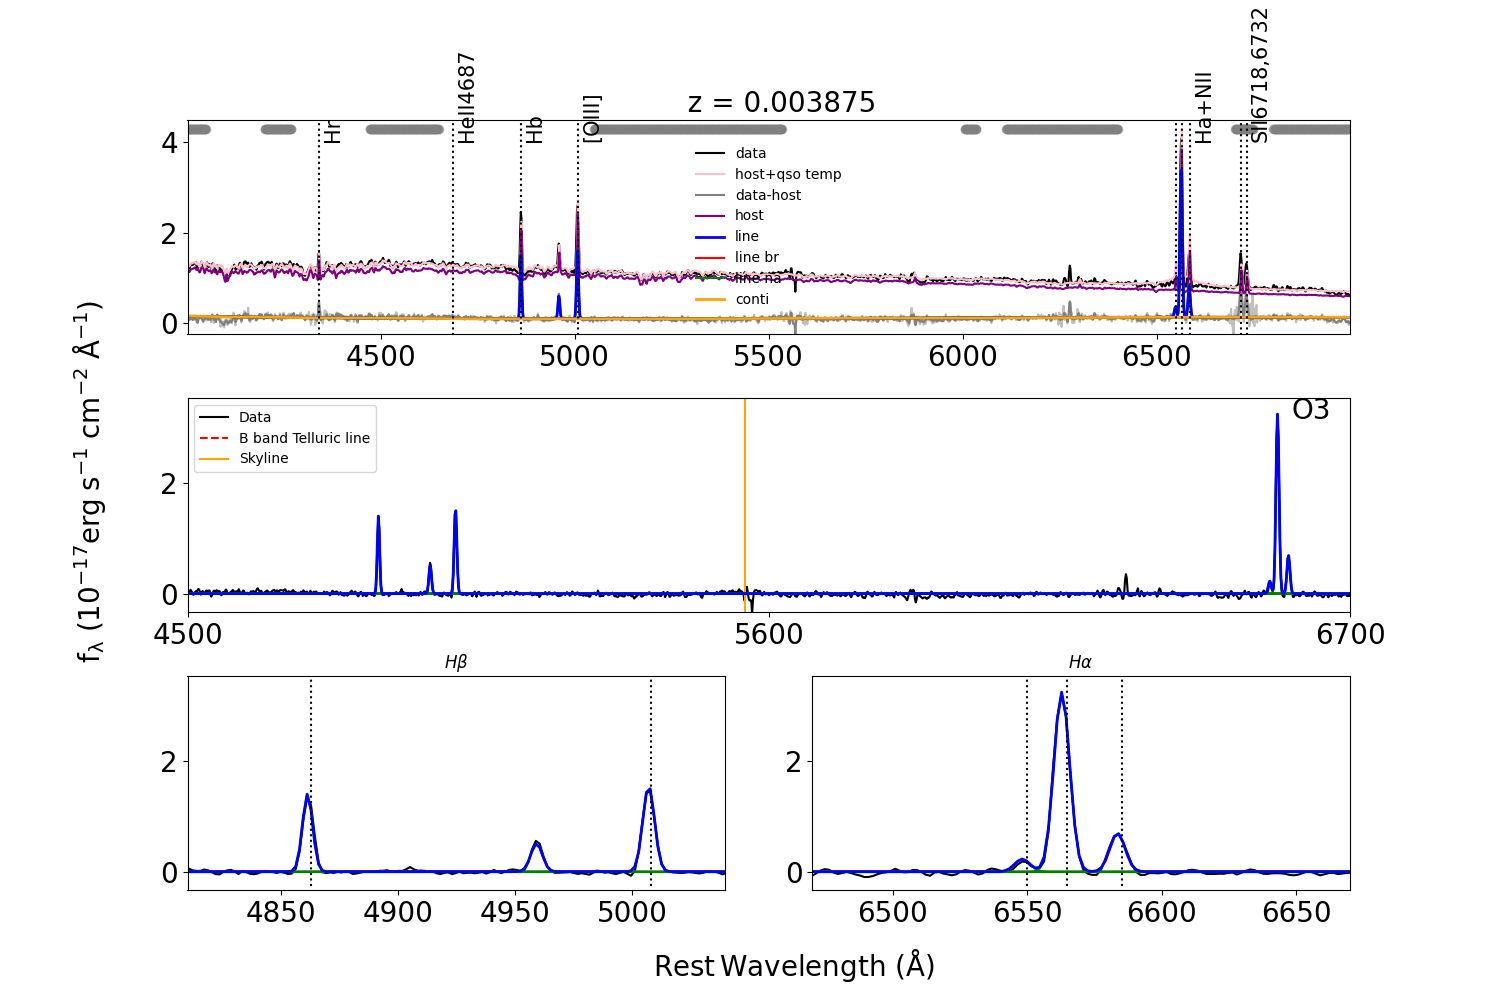 z = 0.003875
Hr
HeII4687
Hb
[OIII]
Ha+NII
SII6718,6732
4
2
0
data
host+qso temp
data-host
host
line
line br
line na
conti
4500
5000
5500
6000
6500
fλ (10−17erg s−1 cm−2 Å−1)
2
0
Data
B band Telluric line
Skyline
O3
4500
5600
6700
Hβ
2
0
4850
4900
4950
5000
Hα
2
0
6500
6550
6600
6650
Rest Wavelength (Å)